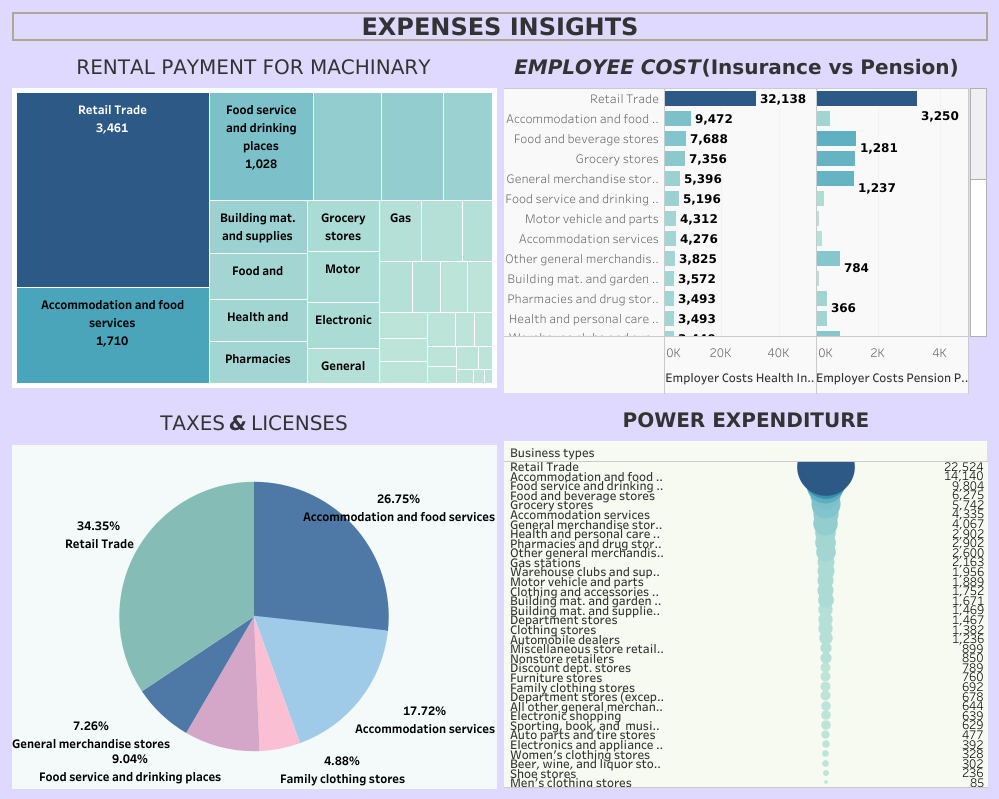 EXPENSES INSIGHTS
RENTAL PAYMENT FOR MACHINARY
Retail Trade
3,461
Food service
and drinking
places
1,028
Building mat.
and supplies
Grocery
stores
Gas
Food and
Motor
Health and
Electronic
Pharmacies
General
Accommodation and food
services
1,710
EMPLOYEE COST(Insurance vs Pension)
Retail Trade 32,138
3,250
Accommodation and food .. 9,472
Food and beverage stores 7,688
1,281
Grocery stores 7,356
General merchandise stor.. 5,396
1,237
Food service and drinking .. 5,196
Motor vehicle and parts 4,312
Accommodation services 4,276
Other general merchandis.. 3,825
784
Building mat. and garden .. 3,572
Pharmacies and drug stor.. 3,493
366
Health and personal care .. 3,493
0K 20K 40K 0K 2K 4K
Employer Costs Health In.. Employer Costs Pension P..
TAXES & LICENSES
26.75%
Accommodation and food services
34.35%
Retail Trade
17.72%
Accommodation services
7.26%
General merchandise stores
9.04%
Food service and drinking places
4.88%
Family clothing stores
POWER EXPENDITURE
Business types
Retail Trade 22,524
Accommodation and food .. 14,140
Food service and drinking .. 9,804
Food and beverage stores 6,275
Grocery stores 5,742
Accommodation services 4,335
General merchandise stor.. 4,067
Health and personal care .. 2,902
Pharmacies and drug stor.. 2,902
Other general merchandis.. 2,600
Gas stations 2,163
Warehouse clubs and sup.. 1,956
Motor vehicle and parts 1,889
Clothing and accessories .. 1,752
Building mat. and garden .. 1,671
Building mat. and supplie.. 1,469
Department stores 1,467
Clothing stores 1,382
Automobile dealers 1,236
Miscellaneous store retail.. 899
Nonstore retailers 850
Discount dept. stores 789
Furniture stores 760
Family clothing stores 692
Department stores (excep.. 678
All other general merchan.. 644
Electronic shopping 639
Sporting, book, and musi.. 629
Auto parts and tire stores 477
Electronics and appliance .. 392
Women's clothing stores 328
Beer, wine, and liquor sto.. 302
Shoe stores 236
Men's clothing stores 85